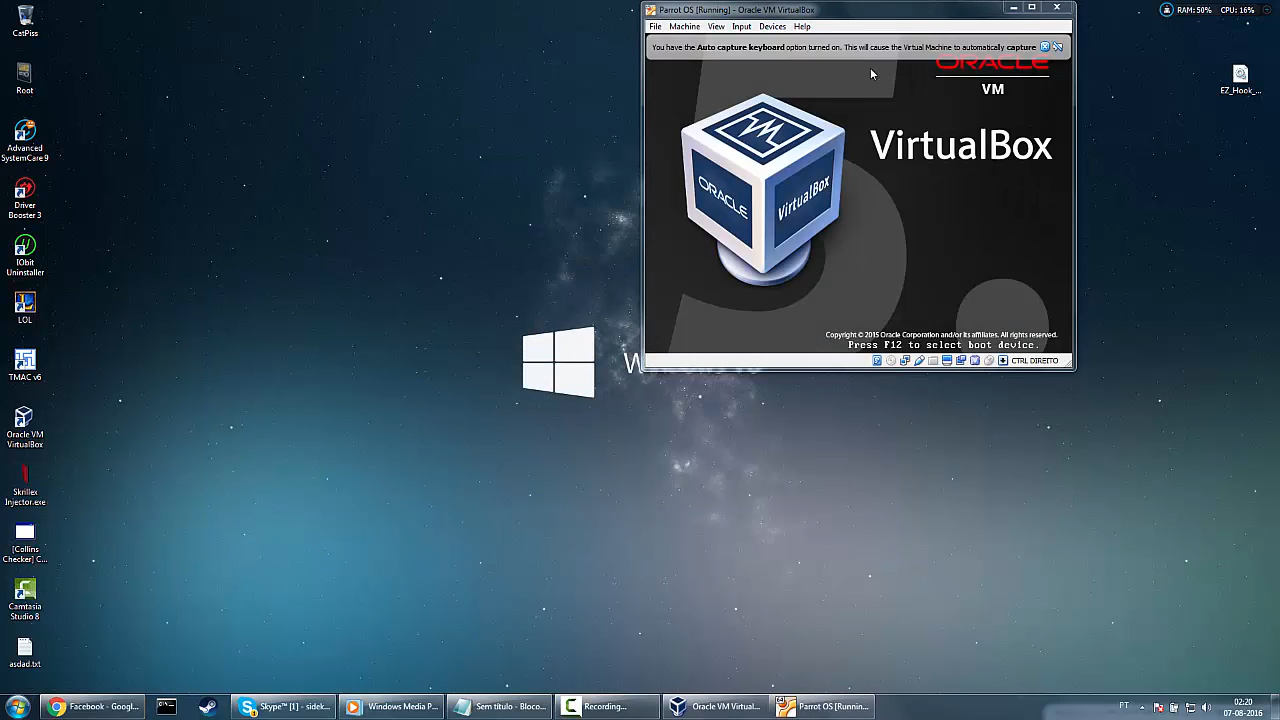 Parrot OS [Running] - Oracle VM VirtualBox
File Machine View Input Devices Help
You have the Auto capture keyboard option turned on. This will cause the Virtual Machine to automatically capture
ORACLE
VM
VirtualBox
ORACLE
VirtualBox
Copyright © 2015 Oracle Corporation and/or its affiliates. All rights reserved.
Press F12 to select boot device.
CTRL DIREITO
RAM: 50% CPU: 16%
EZ_Hook_...
Root
Advanced
SystemCare 9
Driver
Booster 3
IObit
Uninstaller
LOL
TMAC v6
Oracle VM
VirtualBox
Skrillex
Injector.exe
[Collins
Checker] C...
Camtasia
Studio 8
asdad.txt
Facebook - Googl...
Skype™ [1] - sidek...
Windows Media P...
Sem título - Bloco...
Recording...
Oracle VM Virtual...
Parrot OS [Runnin...
PT
02:20
07-08-2016